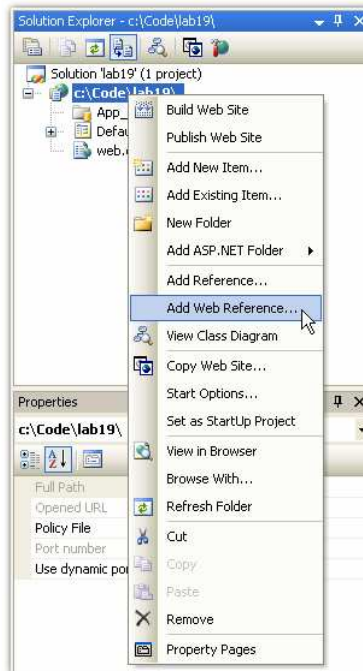 Solution Explorer - c:\Code\lab19\
Solution 'lab19' (1 project)
c:\Code\lab19\
App_
Defau
web.c
Build Web Site
Publish Web Site
Add New Item...
Add Existing Item...
New Folder
Add ASP.NET Folder
Add Reference...
Add Web Reference...
View Class Diagram
Copy Web Site...
Start Options...
Set as StartUp Project
View in Browser
Browse With...
Refresh Folder
Cut
Copy
Paste
Remove
Property Pages
Properties
c:\Code\lab19\
Full Path
Opened URL
Policy File
Port number
Use dynamic por